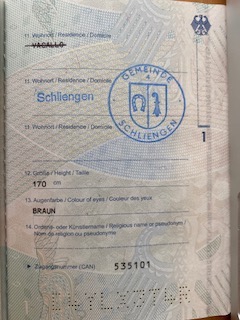 11. Wohnort / Residence / Domicile
VACALLO
11. Wohnort / Residence / Domicile
Schliengen
GEMEINDE
4
SCHLIENGEN
11. Wohnort / Residence / Domicile
1
12. Größe / Height / Taille
170 cm
13. Augenfarbe / Colour of eyes / Couleur des yeux
BRAUN
14. Ordens- oder Künstlername / Religious name or pseudonym /
Nom de religion ou pseudonyme
Zugangsnummer (CAN) 535101